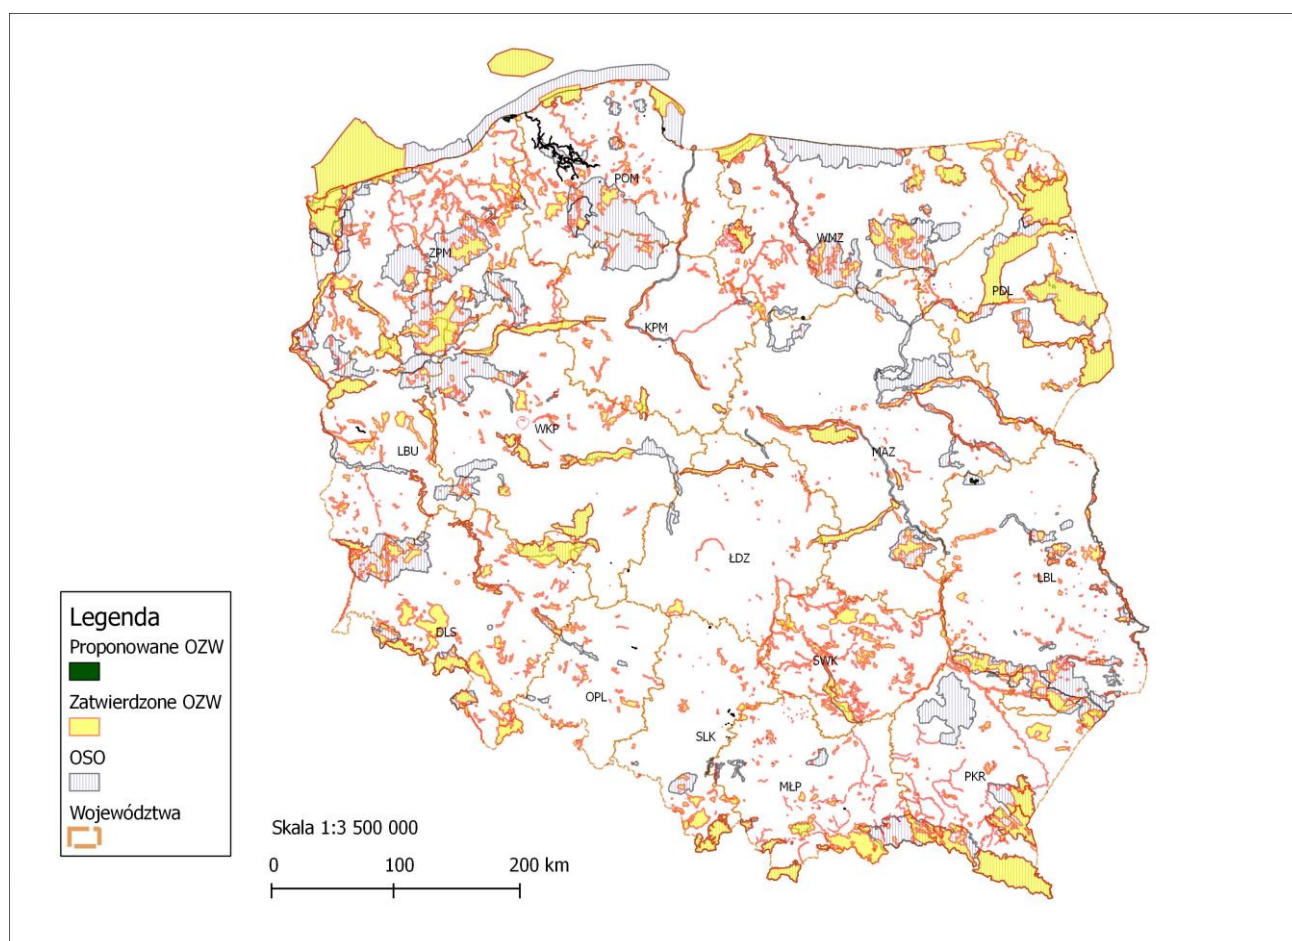 POM
WMZ
ZPM
PDL
KPM
WKP
LBU
MAZ
ŁDZ
LBL
Legenda
Proponowane OZW
Zatwierdzone OZW
OSO
Województwa
DLS
SWK
OPL
SLK
MŁP
PKR
Skala 1:3 500 000
0 100 200 km